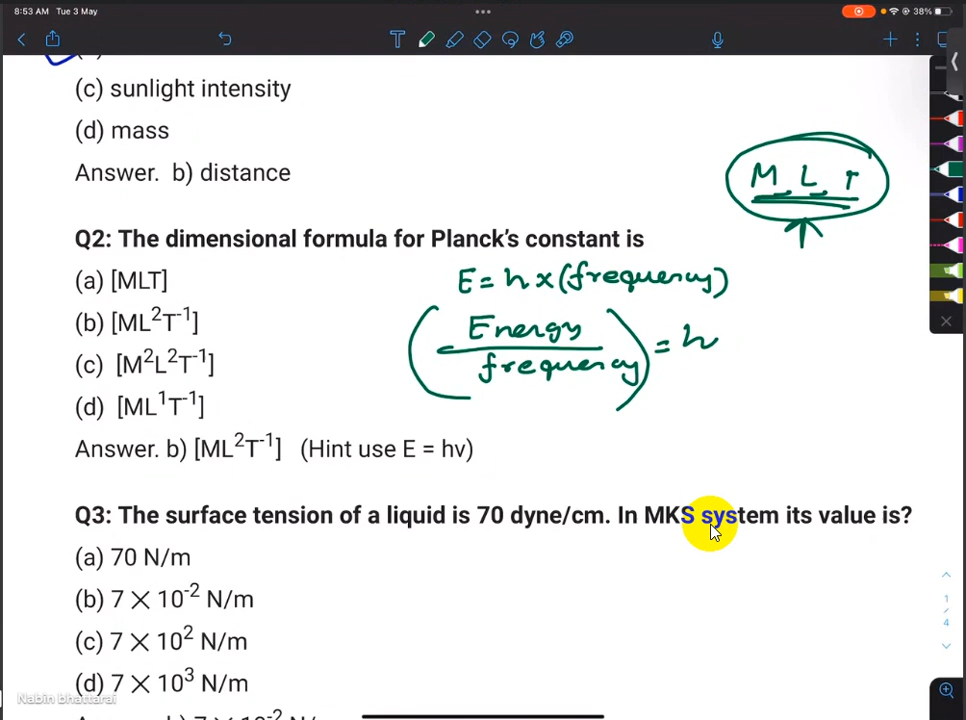 8:53 AM Tue 3 May
38%
(c) sunlight intensity
(d) mass
Answer. b) distance
M L T
Q2: The dimensional formula for Planck's constant is
(a) [MLT]
E = h x (frequency)
(b) [ML²T⁻¹]
Energy
frequency
= h
(c) [M²L²T⁻¹]
(d) [ML¹T⁻¹]
Answer. b) [ML²T⁻¹] (Hint use E = hv)
Q3: The surface tension of a liquid is 70 dyne/cm. In MKS system its value is?
(a) 70 N/m
(b) 7 × 10⁻² N/m
(c) 7 × 10² N/m
(d) 7 × 10³ N/m
Nabin bhattarai
1
/
4